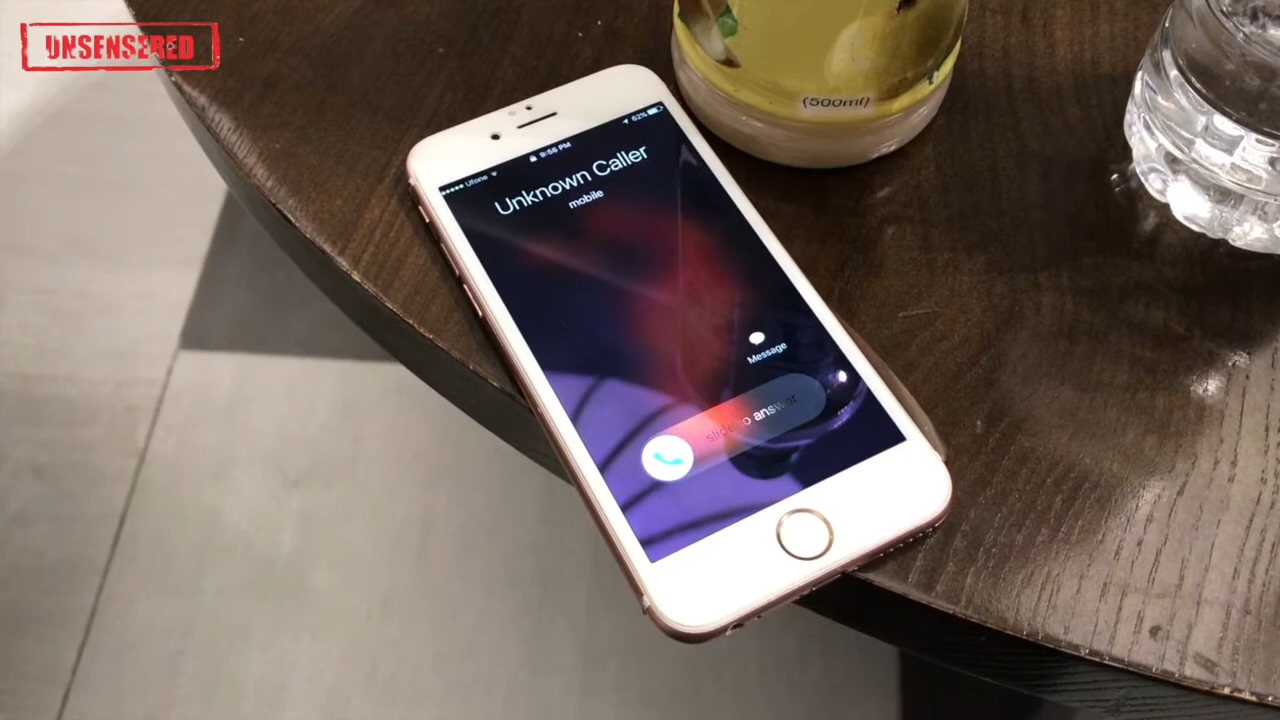 UNSENSERED
(500ml)
Ufone
9:56 PM
62%
Unknown Caller
mobile
Message
slide to answer